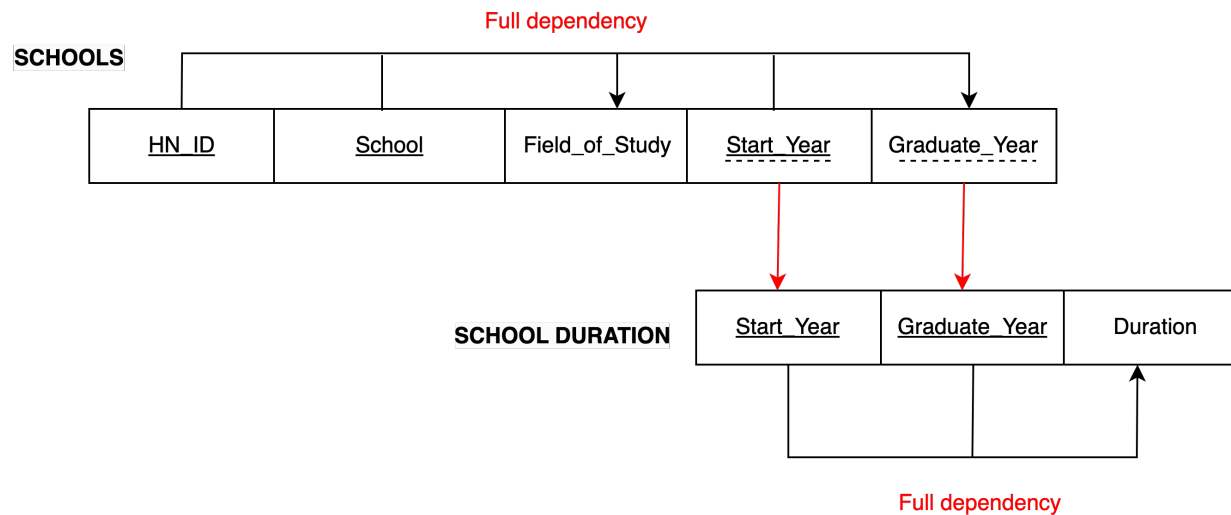 Full dependency
SCHOOLS
HN_ID School Field_of_Study Start_Year Graduate_Year
SCHOOL DURATION
Start_Year Graduate_Year Duration
Full dependency